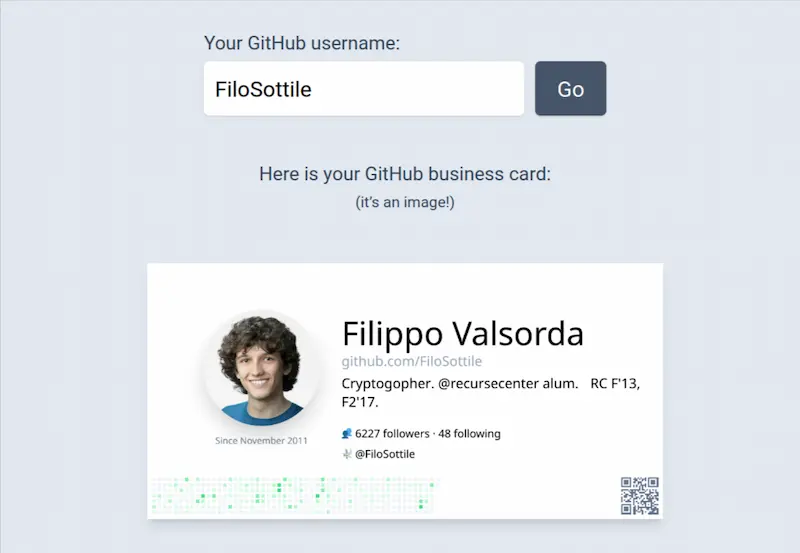 Your GitHub username:
FiloSottile Go
Here is your GitHub business card:
(it's an image!)
Filippo Valsorda
github.com/FiloSottile
Cryptogopher. @recursecenter alum. RC F'13,
F2'17.
Since November 2011
6227 followers · 48 following
@FiloSottile